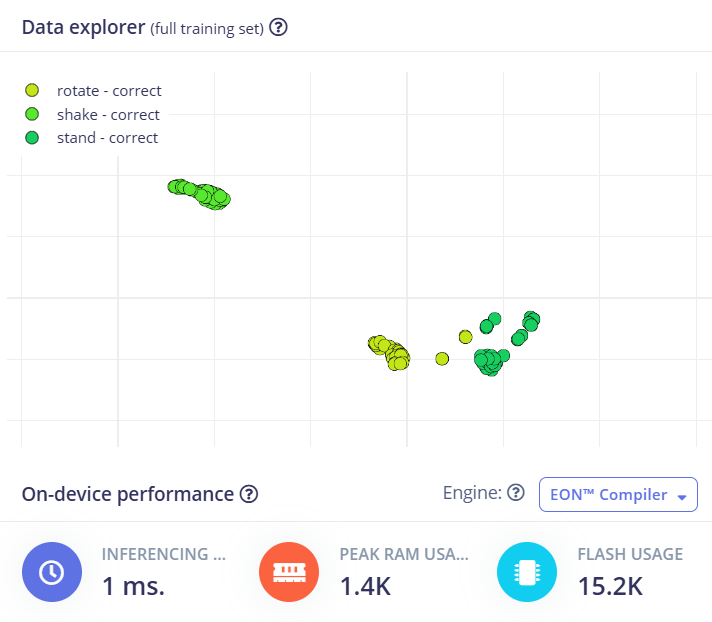 Data explorer (full training set)
rotate - correct
shake - correct
stand - correct
On-device performance
Engine:
EON™ Compiler
INFERENCING ...
1 ms.
PEAK RAM USA...
1.4K
FLASH USAGE
15.2K